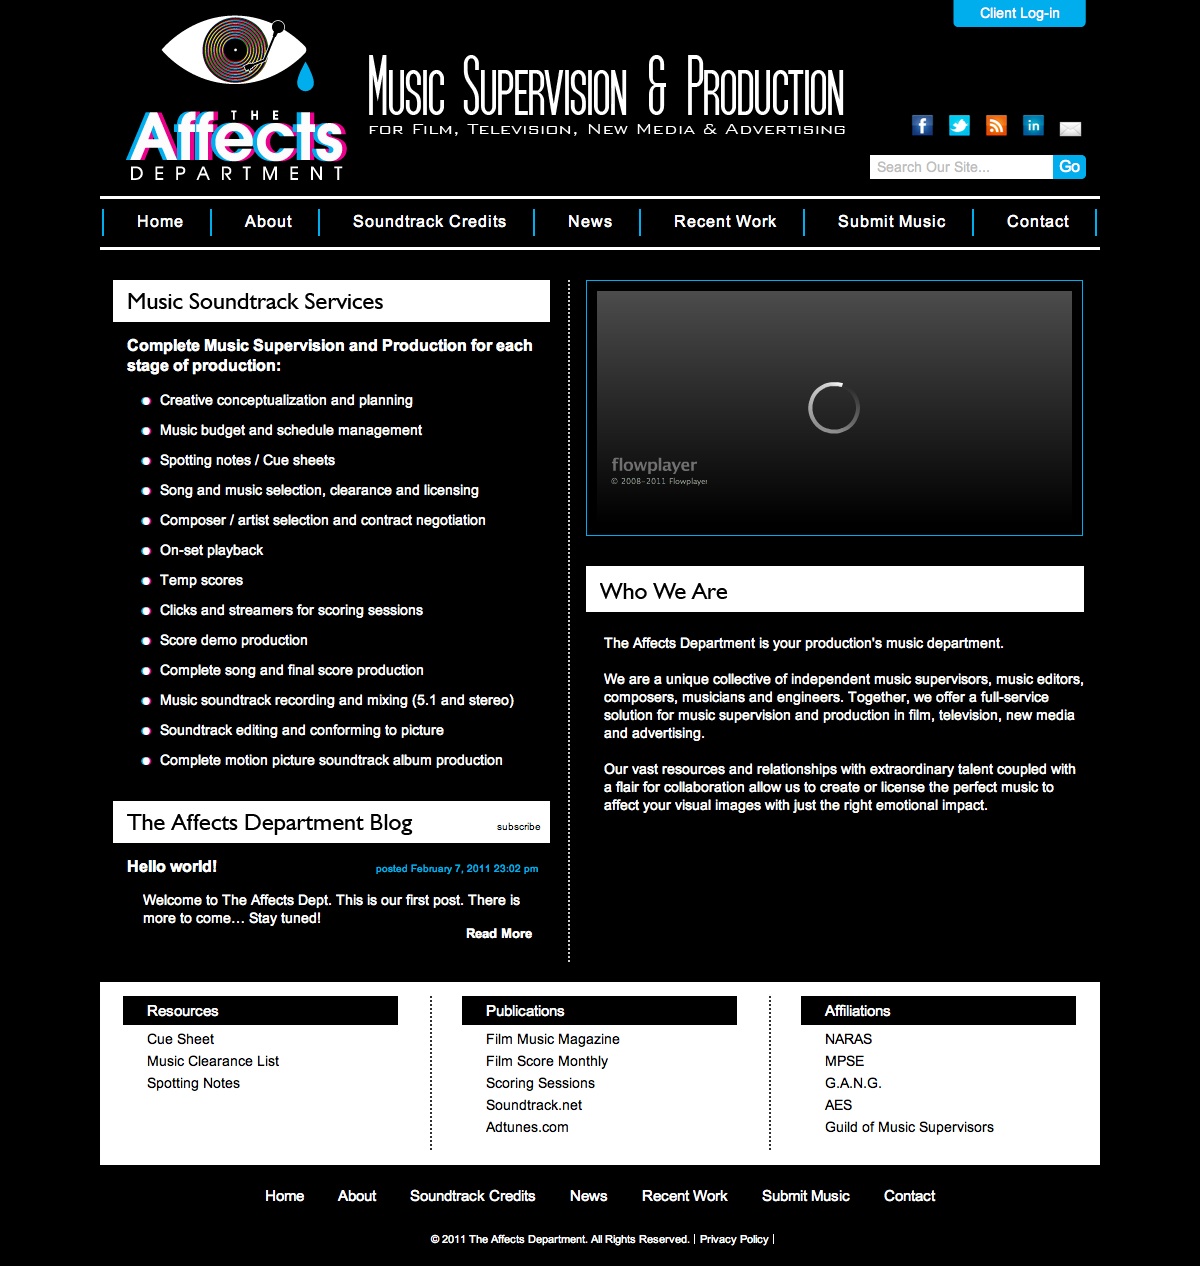 Client Log-in
THE
Affects
DEPARTMENT
Music Supervision & Production
for Film, Television, New Media & Advertising
Search Our Site...
Go
Home
About
Soundtrack Credits
News
Recent Work
Submit Music
Contact
Music Soundtrack Services
Complete Music Supervision and Production for each
stage of production:
Creative conceptualization and planning
Music budget and schedule management
Spotting notes / Cue sheets
Song and music selection, clearance and licensing
Composer / artist selection and contract negotiation
On-set playback
Temp scores
Clicks and streamers for scoring sessions
Score demo production
Complete song and final score production
Music soundtrack recording and mixing (5.1 and stereo)
Soundtrack editing and conforming to picture
Complete motion picture soundtrack album production
The Affects Department Blog
subscribe
Hello world!
posted February 7, 2011 23:02 pm
Welcome to The Affects Dept. This is our first post. There is
more to come… Stay tuned!
Read More
flowplayer
© 2008-2011 Flowplayer
Who We Are
The Affects Department is your production's music department.
We are a unique collective of independent music supervisors, music editors,
composers, musicians and engineers. Together, we offer a full-service
solution for music supervision and production in film, television, new media
and advertising.
Our vast resources and relationships with extraordinary talent coupled with
a flair for collaboration allow us to create or license the perfect music to
affect your visual images with just the right emotional impact.
Resources
Cue Sheet
Music Clearance List
Spotting Notes
Publications
Film Music Magazine
Film Score Monthly
Scoring Sessions
Soundtrack.net
Adtunes.com
Affiliations
NARAS
MPSE
G.A.N.G.
AES
Guild of Music Supervisors
Home
About
Soundtrack Credits
News
Recent Work
Submit Music
Contact
© 2011 The Affects Department. All Rights Reserved. | Privacy Policy |